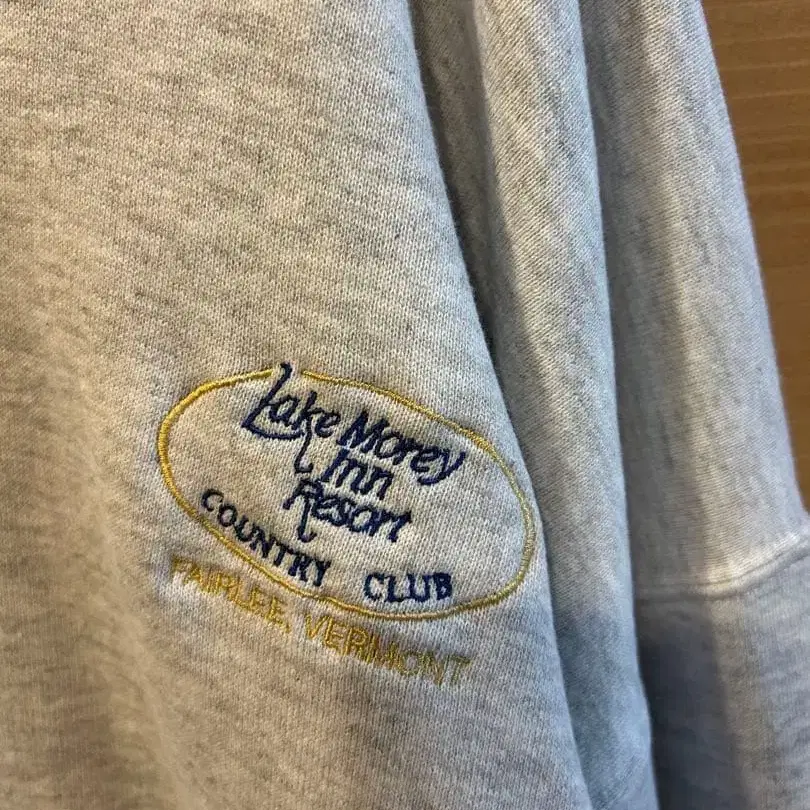 Lake Morey
Inn
Resort
COUNTRY CLUB
FAIRLEE, VERMONT